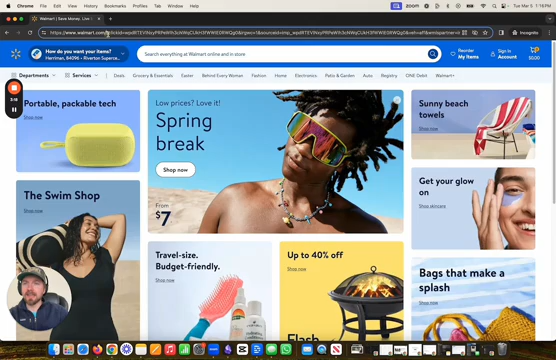 Chrome File Edit View History Bookmarks Profiles Tab Window Help
zoom
Tue Mar 5 1:16 PM
Walmart | Save Money. Live
Incognito
Search everything at Walmart online and in store
How do you want your items?
Herriman, 84096 • Riverton Superce...
Reorder
My Items
Sign In
Account
$0.00
Departments
Services
Deals
Grocery & Essentials
Easter
Behind Every Woman
Fashion
Home
Electronics
Patio & Garden
Auto
Registry
ONE Debit
Walmart+
3:16
Portable, packable tech
Shop now
Low prices? Love it!
Spring
break
Shop now
From
$7
Sunny beach
towels
Shop now
The Swim Shop
Shop now
Get your glow
on
Shop skincare
Travel-size.
Budget-friendly.
Shop now
Up to 40% off
Shop now
Flash
Bags that make a
splash
Shop now